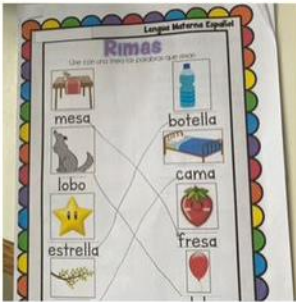 Lengua Materna Español
Rimas
Une con una línea las palabras que riman
mesa
botella
lobo
cama
estrella
fresa